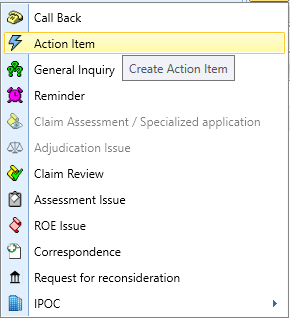 Call Back
Action Item
General Inquiry
Create Action Item
Reminder
Claim Assessment / Specialized application
Adjudication Issue
Claim Review
Assessment Issue
ROE Issue
Correspondence
Request for reconsideration
IPOC